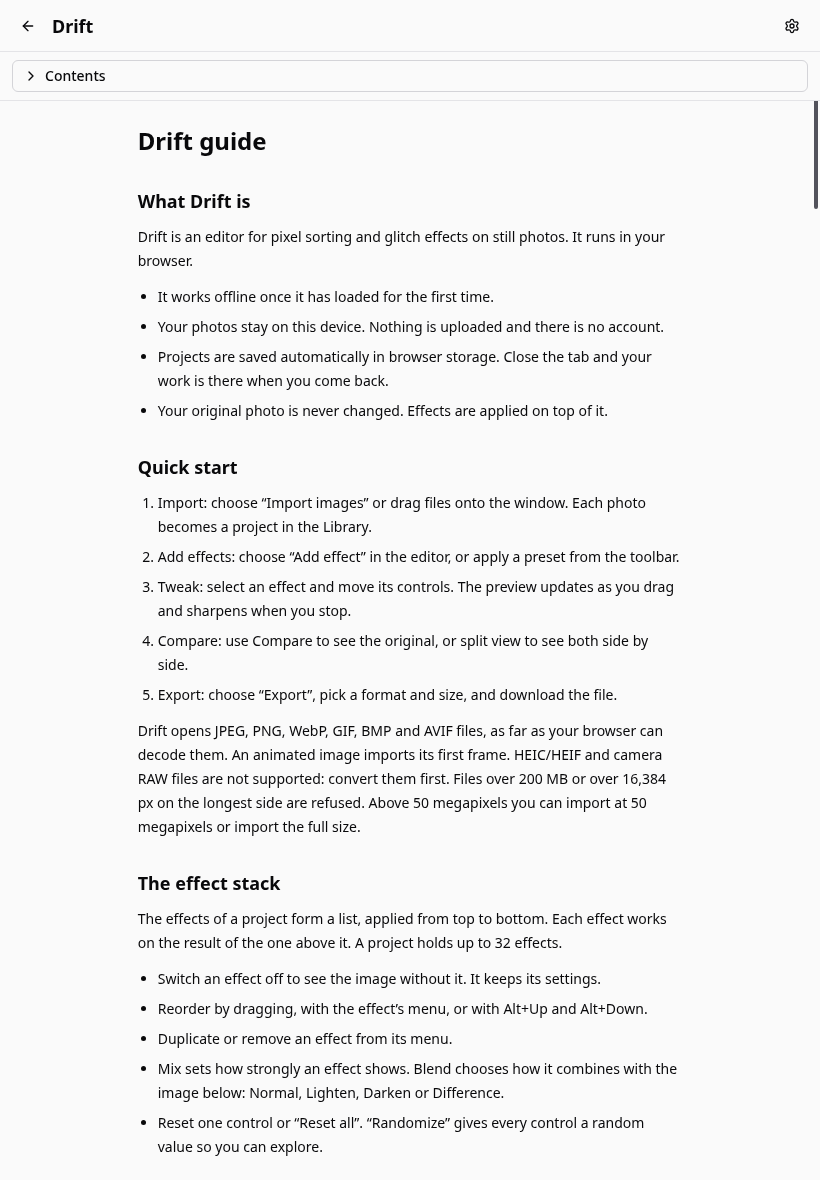 Drift
Contents
Drift guide
What Drift is
Drift is an editor for pixel sorting and glitch effects on still photos. It runs in your
browser.
• It works offline once it has loaded for the first time.
• Your photos stay on this device. Nothing is uploaded and there is no account.
• Projects are saved automatically in browser storage. Close the tab and your
work is there when you come back.
• Your original photo is never changed. Effects are applied on top of it.
Quick start
1. Import: choose “Import images” or drag files onto the window. Each photo
becomes a project in the Library.
2. Add effects: choose “Add effect” in the editor, or apply a preset from the toolbar.
3. Tweak: select an effect and move its controls. The preview updates as you drag
and sharpens when you stop.
4. Compare: use Compare to see the original, or split view to see both side by
side.
5. Export: choose “Export”, pick a format and size, and download the file.
Drift opens JPEG, PNG, WebP, GIF, BMP and AVIF files, as far as your browser can
decode them. An animated image imports its first frame. HEIC/HEIF and camera
RAW files are not supported: convert them first. Files over 200 MB or over 16,384
px on the longest side are refused. Above 50 megapixels you can import at 50
megapixels or import the full size.
The effect stack
The effects of a project form a list, applied from top to bottom. Each effect works
on the result of the one above it. A project holds up to 32 effects.
• Switch an effect off to see the image without it. It keeps its settings.
• Reorder by dragging, with the effect’s menu, or with Alt+Up and Alt+Down.
• Duplicate or remove an effect from its menu.
• Mix sets how strongly an effect shows. Blend chooses how it combines with the
image below: Normal, Lighten, Darken or Difference.
• Reset one control or “Reset all”. “Randomize” gives every control a random
value so you can explore.